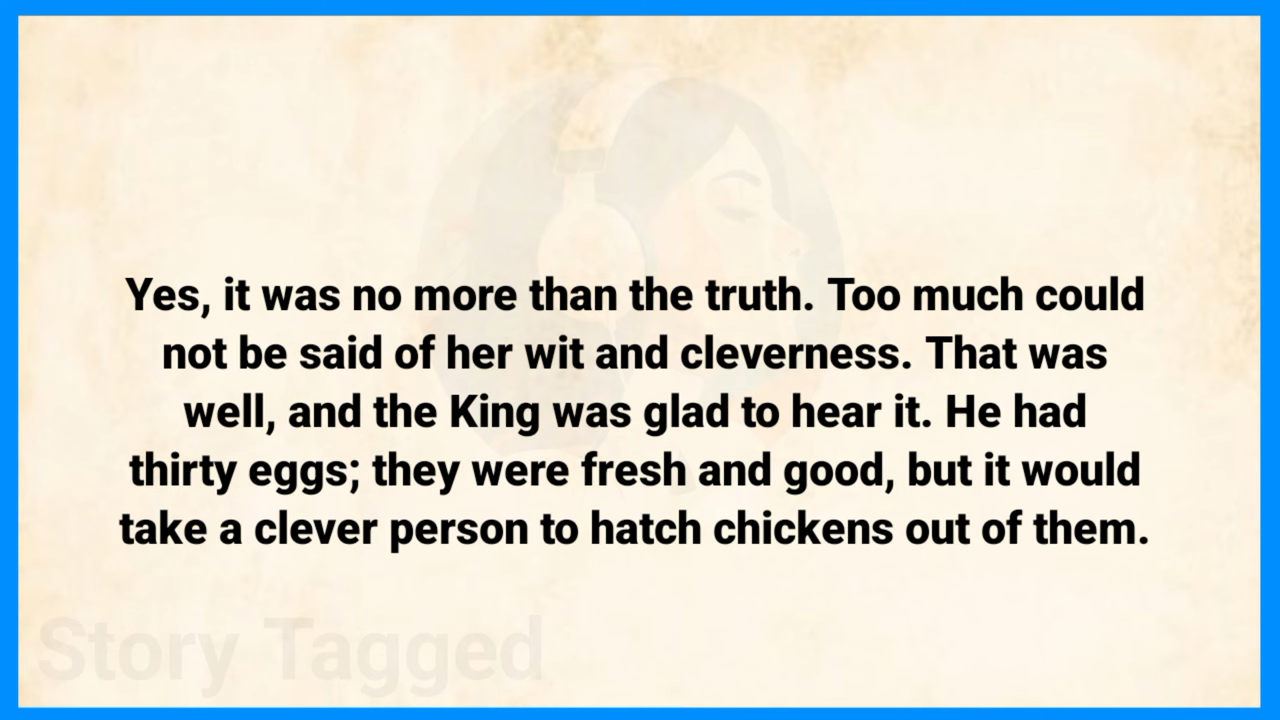 Yes, it was no more than the truth. Too much could
not be said of her wit and cleverness. That was
well, and the King was glad to hear it. He had
thirty eggs; they were fresh and good, but it would
take a clever person to hatch chickens out of them.
Story Tagged